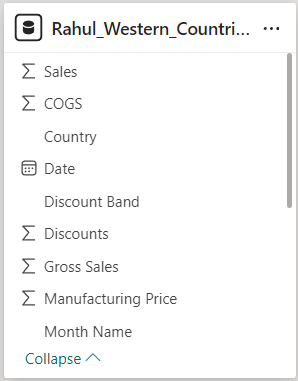 Rahul_Western_Countri...
Sales
COGS
Country
Date
Discount Band
Discounts
Gross Sales
Manufacturing Price
Month Name
Collapse